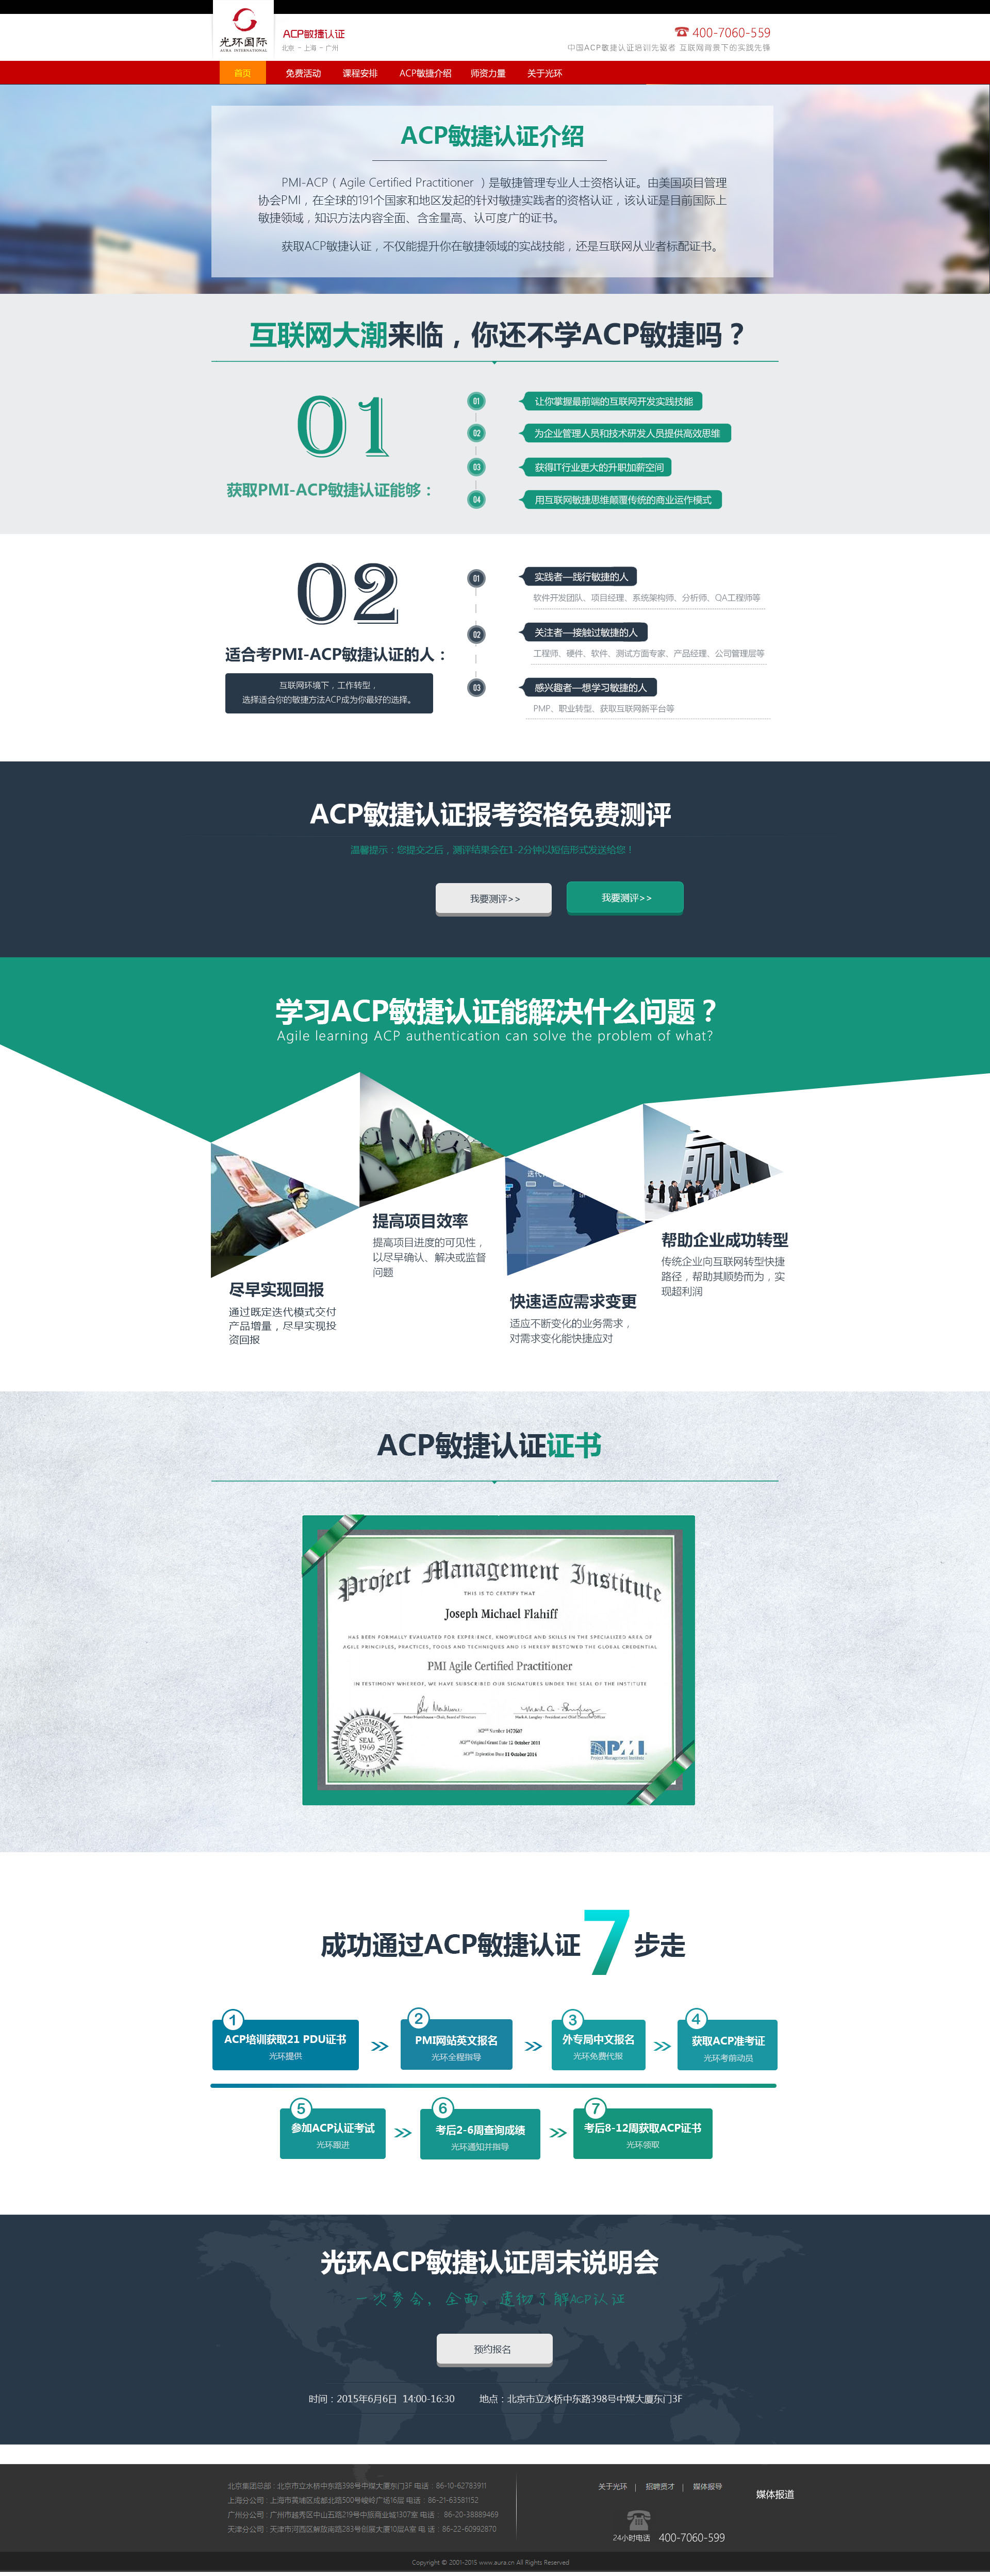 光环国际
AURA INTERNATIONAL
ACP敏捷认证
北京 - 上海 - 广州
400-7060-559
中国ACP敏捷认证培训先驱者 互联网背景下的实践先锋
首页 免费活动 课程安排 ACP敏捷介绍 师资力量 关于光环
ACP敏捷认证介绍
PMI-ACP（Agile Certified Practitioner ）是敏捷管理专业人士资格认证。由美国项目管理
协会PMI，在全球的191个国家和地区发起的针对敏捷实践者的资格认证，该认证是目前国际上
敏捷领域，知识方法内容全面、含金量高、认可度广的证书。
获取ACP敏捷认证，不仅能提升你在敏捷领域的实战技能，还是互联网从业者标配证书。
互联网大潮来临，你还不学ACP敏捷吗？
01
获取PMI-ACP敏捷认证能够：
01 让你掌握最前端的互联网开发实践技能
02 为企业管理人员和技术研发人员提供高效思维
03 获得IT行业更大的升职加薪空间
04 用互联网敏捷思维颠覆传统的商业运作模式
02
适合考PMI-ACP敏捷认证的人：
互联网环境下，工作转型，
选择适合你的敏捷方法ACP成为你最好的选择。
01 实践者—践行敏捷的人
软件开发团队、项目经理、系统架构师、分析师、QA工程师等
02 关注者—接触过敏捷的人
工程师、硬件、软件、测试方面专家、产品经理、公司管理层等
03 感兴趣者—想学习敏捷的人
PMP、职业转型、获取互联网新平台等
ACP敏捷认证报考资格免费测评
温馨提示：您提交之后，测评结果会在1-2分钟以短信形式发送给您！
我要测评>> 我要测评>>
学习ACP敏捷认证能解决什么问题？
Agile learning ACP authentication can solve the problem of what?
赢
尽早实现回报
通过既定迭代模式交付
产品增量，尽早实现投
资回报
提高项目效率
提高项目进度的可见性，
以尽早确认、解决或监督
问题
快速适应需求变更
适应不断变化的业务需求，
对需求变化能快捷应对
帮助企业成功转型
传统企业向互联网转型快捷
路径，帮助其顺势而为，实
现超利润
ACP敏捷认证证书
Project Management Institute
THIS IS TO CERTIFY THAT
Joseph Michael Flahiff
HAS BEEN FORMALLY EVALUATED FOR EXPERIENCE, KNOWLEDGE AND SKILLS IN THE SPECIALIZED AREA OF
AGILE PRINCIPLES, PRACTICES, TOOLS AND TECHNIQUES AND IS HEREBY BESTOWED THE GLOBAL CREDENTIAL
PMI Agile Certified Practitioner
IN TESTIMONY WHEREOF, WE HAVE SUBSCRIBED OUR SIGNATURES UNDER THE SEAL OF THE INSTITUTE
SEAL
1969
PMI
成功通过ACP敏捷认证7步走
1 ACP培训获取21 PDU证书
光环提供
2 PMI网站英文报名
光环全程指导
3 外专局中文报名
光环免费代报
4 获取ACP准考证
光环考前动员
5 参加ACP认证考试
光环跟进
6 考后2-6周查询成绩
光环通知并指导
7 考后8-12周获取ACP证书
光环领取
光环ACP敏捷认证周末说明会
一次参会，全面、透彻了解ACP认证
预约报名
时间：2015年6月6日 14:00-16:30 地点：北京市立水桥中东路398号中煤大厦东门3F
北京集团总部：北京市立水桥中东路398号中煤大厦东门3F 电话：86-10-62783911
上海分公司：上海市黄埔区成都北路500号峻岭广场16层 电话：86-21-63581152
广州分公司：广州市越秀区中山五路219号中旅商业城1307室 电话： 86-20-38889469
天津分公司：天津市河西区解放南路283号创展大厦10层A室 电 话：86-22-60992870
关于光环 | 招聘贤才 | 媒体报导
媒体报道
24小时电话 400-7060-599
Copyright © 2001-2015 www.aura.cn All Rights Reserved